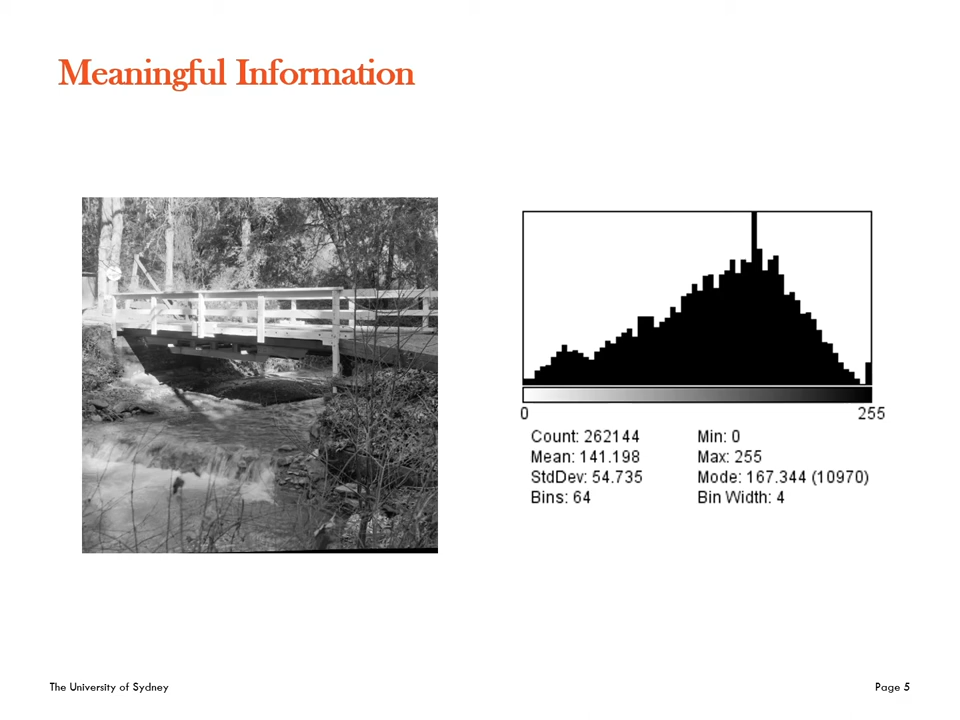 Meaningful Information
0
255
Count: 262144
Min: 0
Mean: 141.198
Max: 255
StdDev: 54.735
Mode: 167.344 (10970)
Bins: 64
Bin Width: 4
The University of Sydney
Page 5